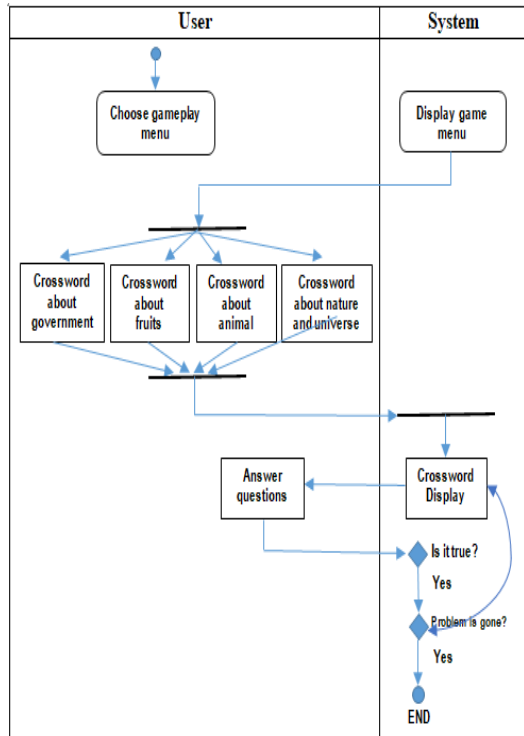 User
System
Choose gameplay
menu
Display game
menu
Crossword
about
government
Crossword
about
fruits
Crossword
about
animal
Crossword
about nature
and universe
Answer
questions
Crossword
Display
Is it true?
Yes
Problem is gone?
Yes
END